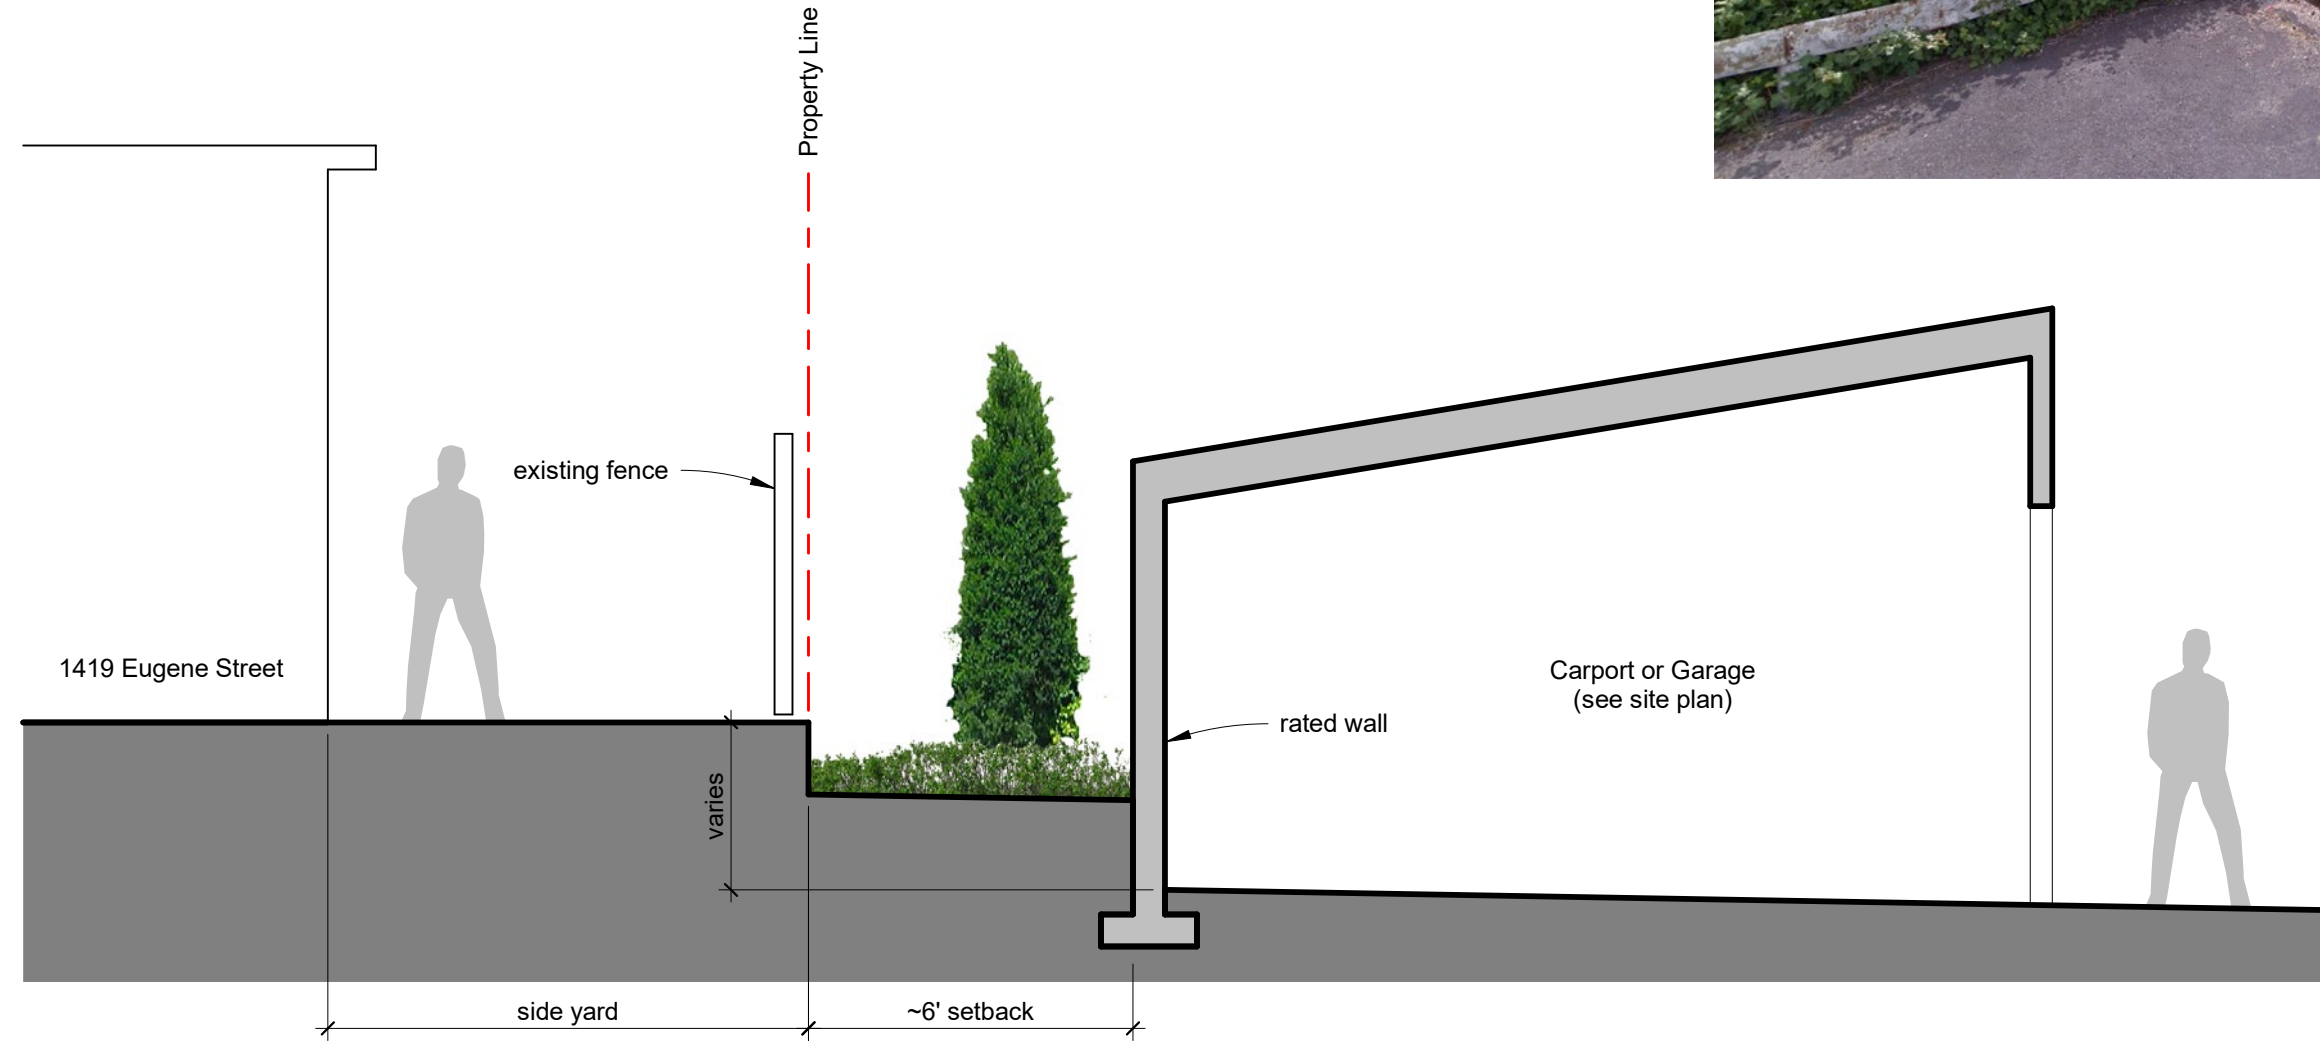 Property Line
existing fence
1419 Eugene Street
Carport or Garage
(see site plan)
rated wall
varies
side yard
~6' setback